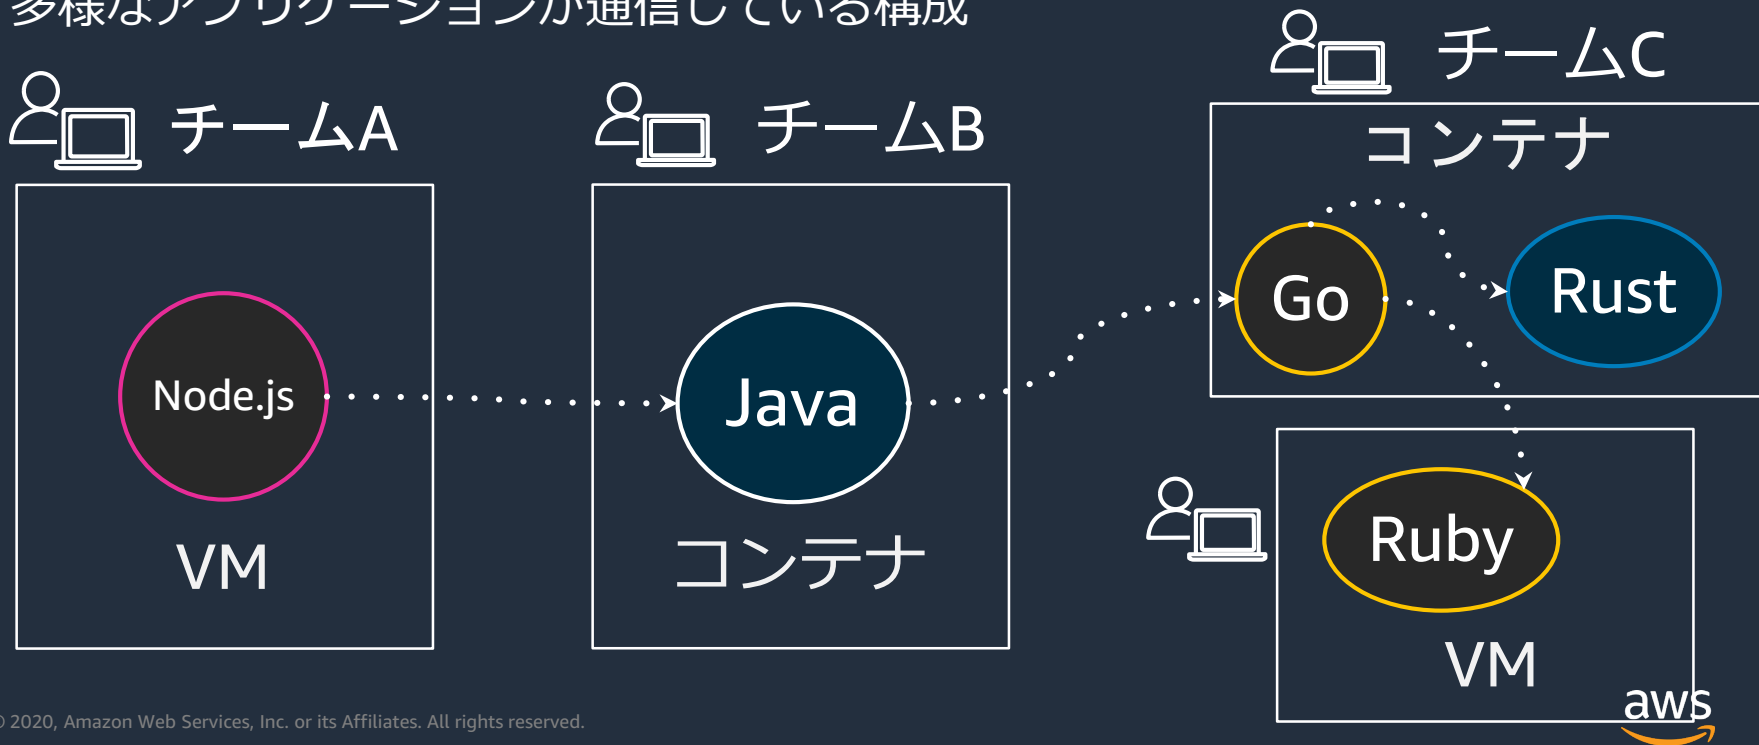 多様なアプリケーションが通信している構成
チームA
チームB
チームC
コンテナ
Go
Rust
Node.js
Java
VM
コンテナ
Ruby
VM
© 2020, Amazon Web Services, Inc. or its Affiliates. All rights reserved.
aws